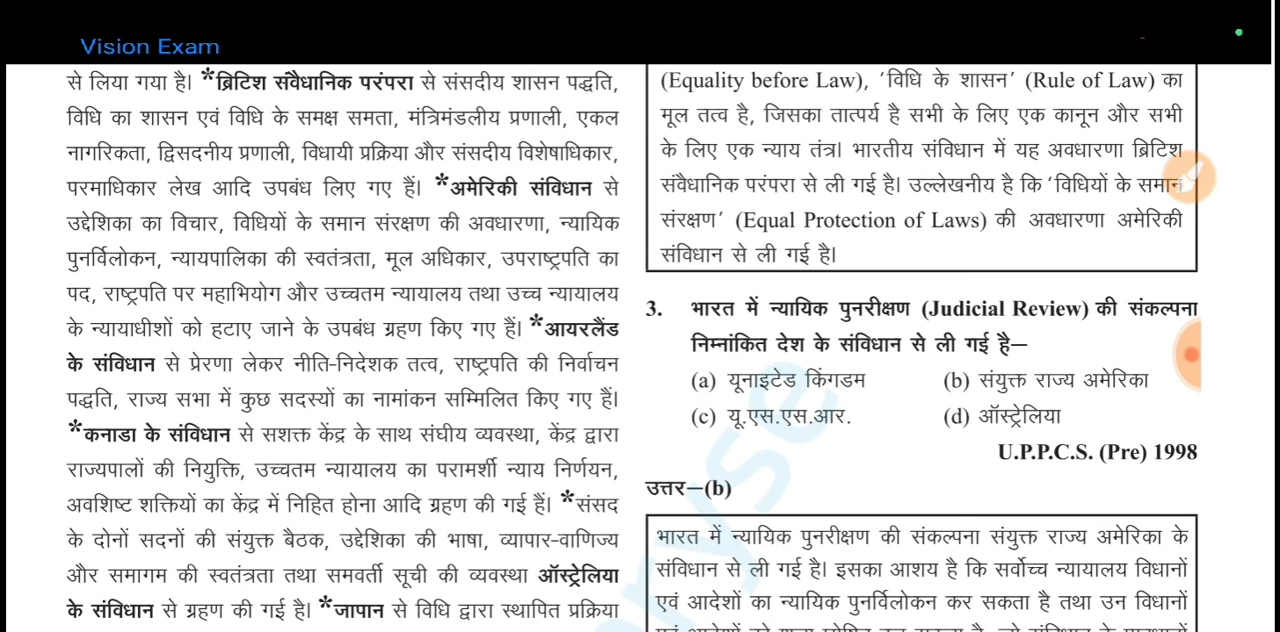 Vision Exam
से लिया गया है। *ब्रिटिश संवैधानिक परंपरा से संसदीय शासन पद्धति,
विधि का शासन एवं विधि के समक्ष समता, मंत्रिमंडलीय प्रणाली, एकल
नागरिकता, द्विसदनीय प्रणाली, विधायी प्रक्रिया और संसदीय विशेषाधिकार,
परमाधिकार लेख आदि उपबंध लिए गए हैं। *अमेरिकी संविधान से
उद्देशिका का विचार, विधियों के समान संरक्षण की अवधारणा, न्यायिक
पुनर्विलोकन, न्यायपालिका की स्वतंत्रता, मूल अधिकार, उपराष्ट्रपति का
पद, राष्ट्रपति पर महाभियोग और उच्चतम न्यायालय तथा उच्च न्यायालय
के न्यायाधीशों को हटाए जाने के उपबंध ग्रहण किए गए हैं। *आयरलैंड
के संविधान से प्रेरणा लेकर नीति-निदेशक तत्व, राष्ट्रपति की निर्वाचन
पद्धति, राज्य सभा में कुछ सदस्यों का नामांकन सम्मिलित किए गए हैं।
*कनाडा के संविधान से सशक्त केंद्र के साथ संघीय व्यवस्था, केंद्र द्वारा
राज्यपालों की नियुक्ति, उच्चतम न्यायालय का परामर्शी न्याय निर्णयन,
अवशिष्ट शक्तियों का केंद्र में निहित होना आदि ग्रहण की गई हैं। *संसद
के दोनों सदनों की संयुक्त बैठक, उद्देशिका की भाषा, व्यापार-वाणिज्य
और समागम की स्वतंत्रता तथा समवर्ती सूची की व्यवस्था ऑस्ट्रेलिया
के संविधान से ग्रहण की गई है। *जापान से विधि द्वारा स्थापित प्रक्रिया
(Equality before Law), 'विधि के शासन' (Rule of Law) का
मूल तत्व है, जिसका तात्पर्य है सभी के लिए एक कानून और सभी
के लिए एक न्याय तंत्र। भारतीय संविधान में यह अवधारणा ब्रिटिश
संवैधानिक परंपरा से ली गई है। उल्लेखनीय है कि 'विधियों के समान
संरक्षण' (Equal Protection of Laws) की अवधारणा अमेरिकी
संविधान से ली गई है।
3. भारत में न्यायिक पुनरीक्षण (Judicial Review) की संकल्पना
निम्नांकित देश के संविधान से ली गई है—
(a) यूनाइटेड किंगडम (b) संयुक्त राज्य अमेरिका
(c) यू.एस.एस.आर. (d) ऑस्ट्रेलिया
U.P.P.C.S. (Pre) 1998
उत्तर—(b)
भारत में न्यायिक पुनरीक्षण की संकल्पना संयुक्त राज्य अमेरिका के
संविधान से ली गई है। इसका आशय है कि सर्वोच्च न्यायालय विधानों
एवं आदेशों का न्यायिक पुनर्विलोकन कर सकता है तथा उन विधानों